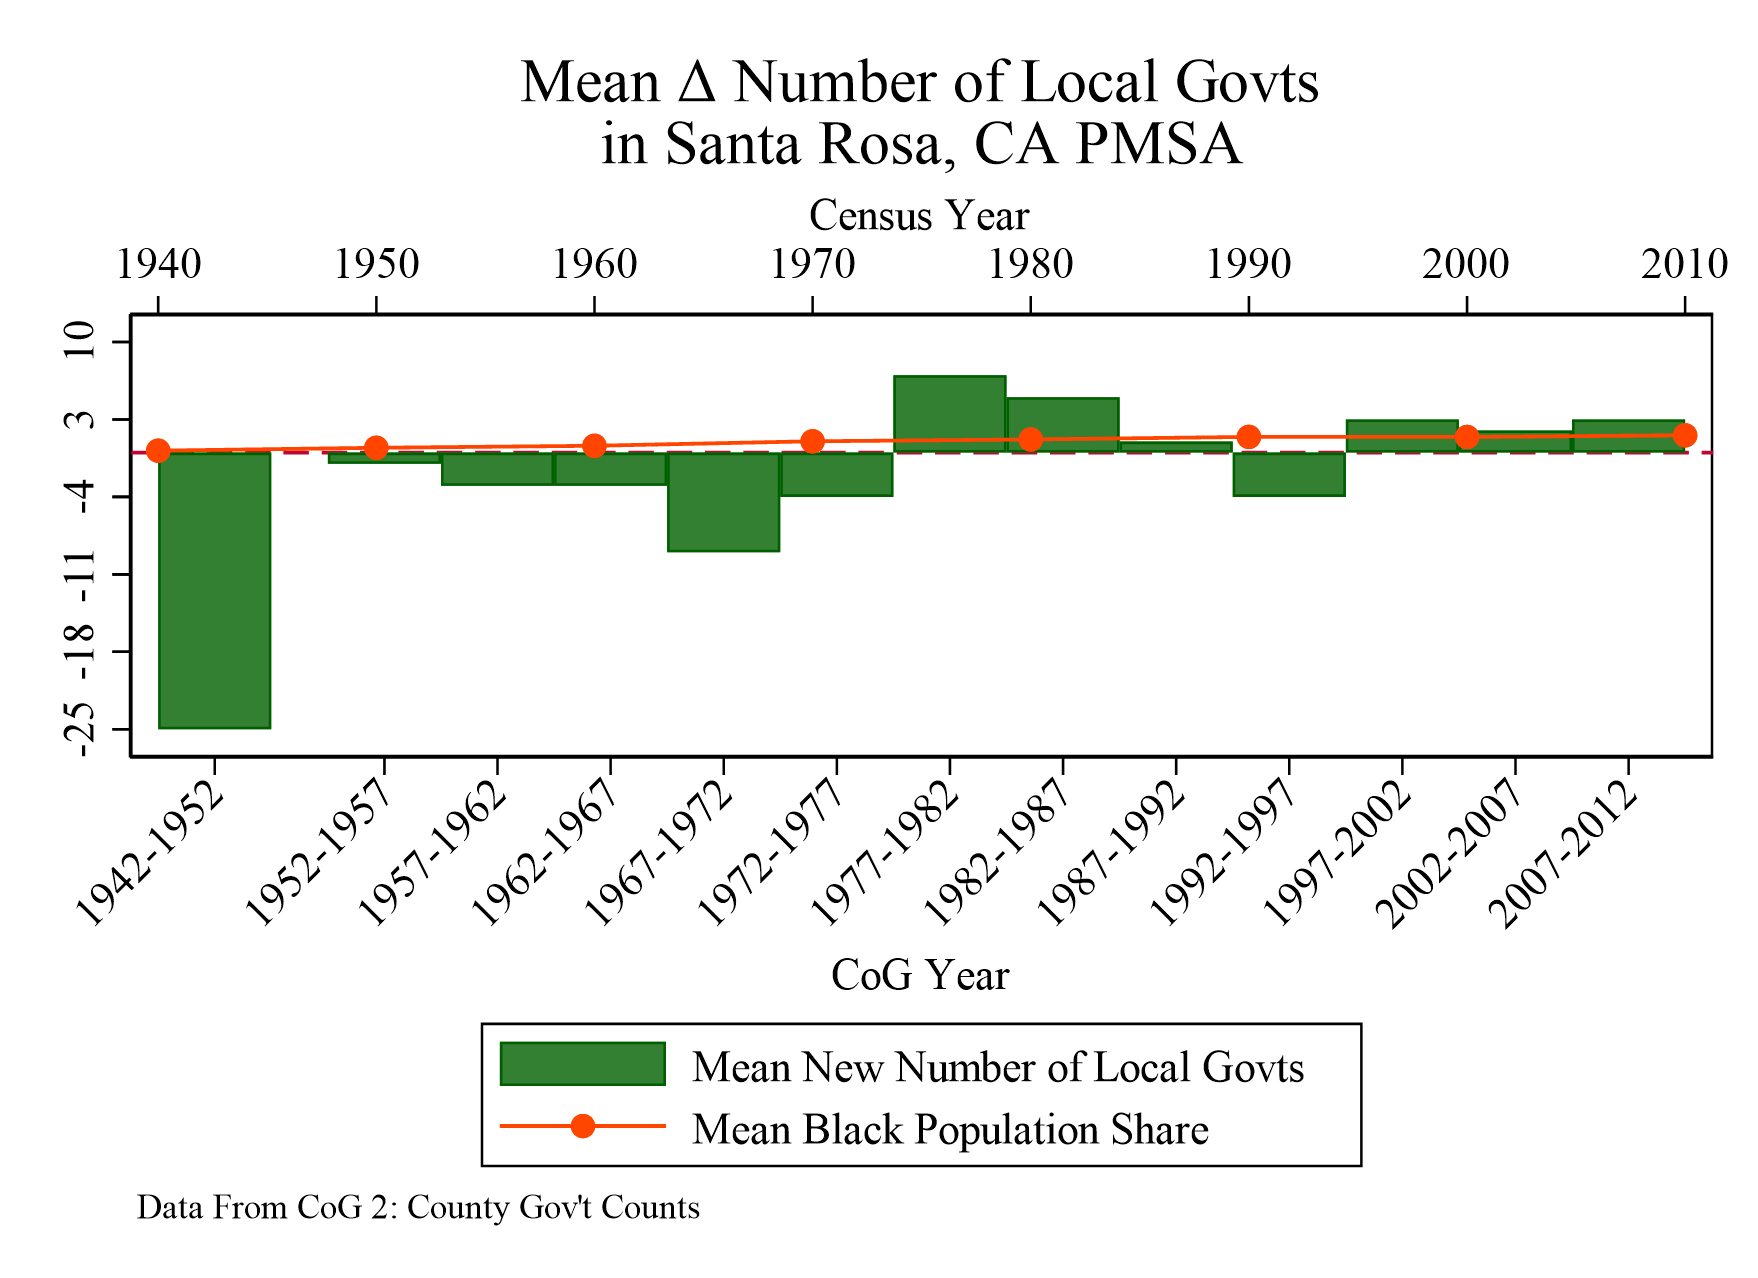 Mean Δ Number of Local Govts
in Santa Rosa, CA PMSA
Census Year
1940 1950 1960 1970 1980 1990 2000 2010
10
3
-4
-11
-18
-25
1942-1952 1952-1957 1957-1962 1962-1967 1967-1972 1972-1977 1977-1982 1982-1987 1987-1992 1992-1997 1997-2002 2002-2007 2007-2012
CoG Year
Mean New Number of Local Govts
Mean Black Population Share
Data From CoG 2: County Gov't Counts